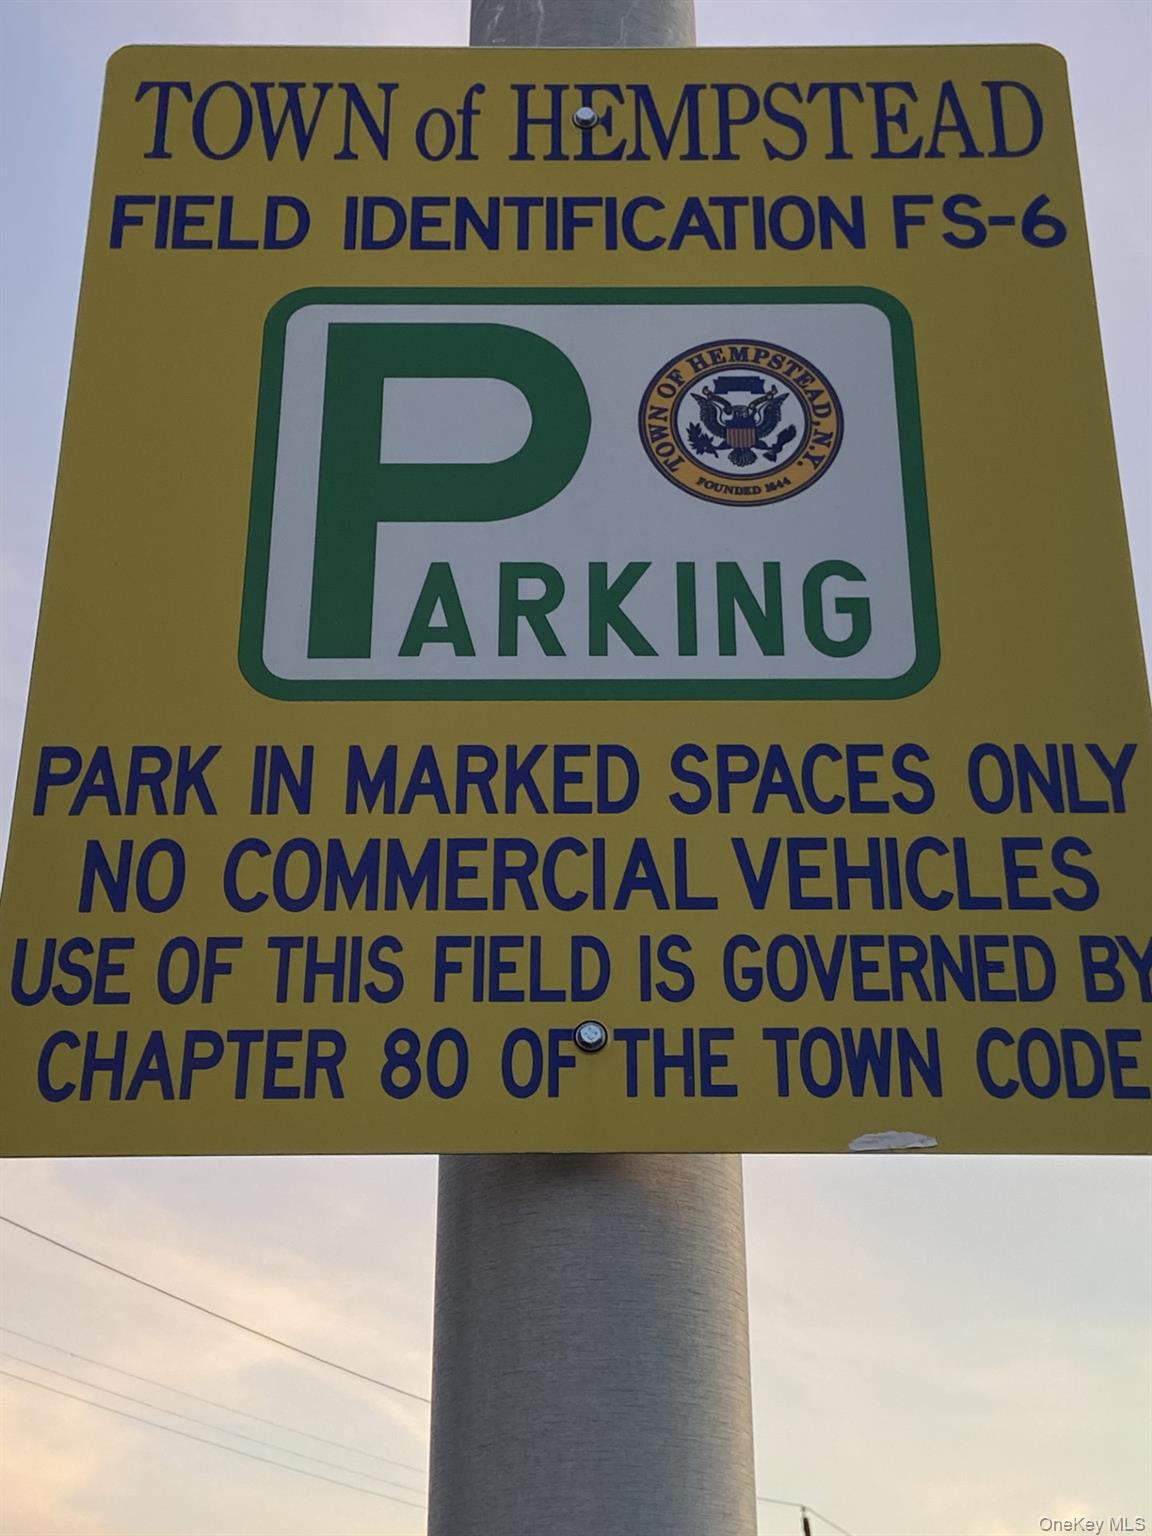 TOWN of HEMPSTEAD
FIELD IDENTIFICATION FS-6
PARKING
TOWN OF HEMPSTEAD, N.Y.
FOUNDED 1644
PARK IN MARKED SPACES ONLY
NO COMMERCIAL VEHICLES
USE OF THIS FIELD IS GOVERNED BY
CHAPTER 80 OF THE TOWN CODE
OneKey MLS